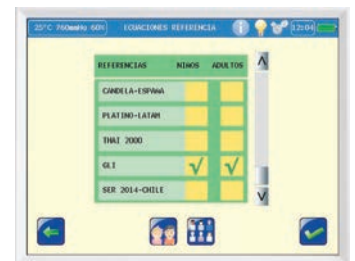 25ºC 760mmHg 60% ECUACIONES REFERENCIA 12:04
REFERENCIAS NIÑOS ADULTOS
CANDELA-ESPAÑA
PLATINO-LATAM
THAI 2000
GLI √ √
SER 2014-CHILE